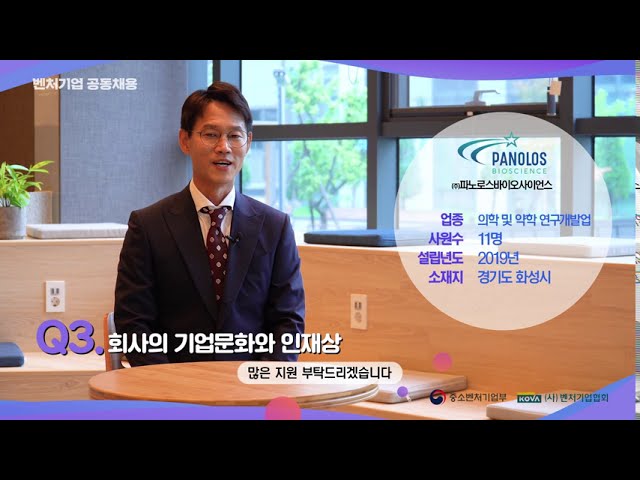 벤처기업 공동채용
PANOLOS
BIOSCIENCE
(주)파노로스바이오사이언스
업종 의학 및 약학 연구개발업
사원수 11명
설립년도 2019년
소재지 경기도 화성시
Q3. 회사의 기업문화와 인재상
많은 지원 부탁드리겠습니다
중소벤처기업부 KOVA (사)벤처기업협회